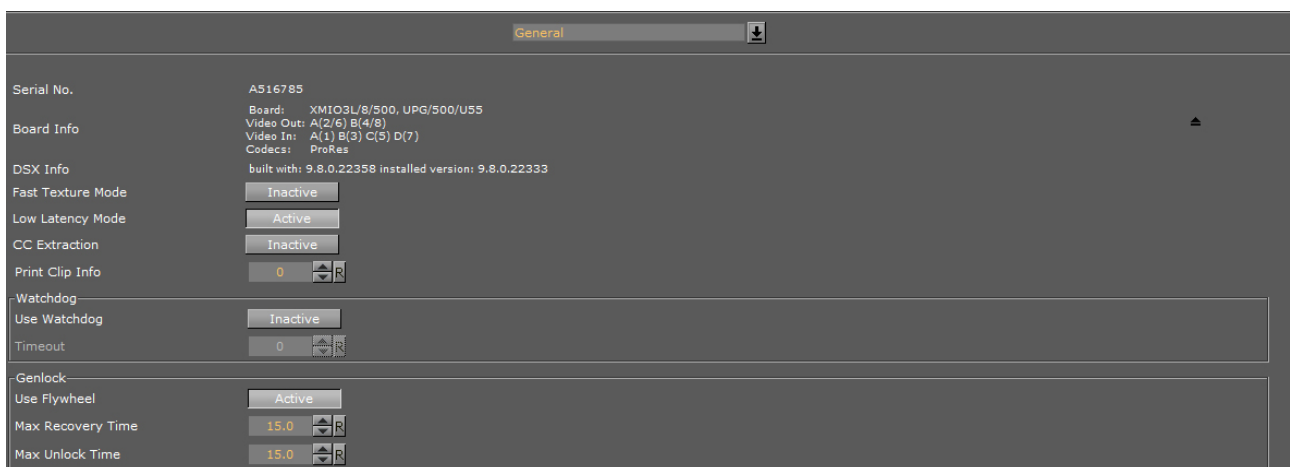 General
Serial No. A516785
Board Info
Board: XMIO3L/8/500, UPG/500/U55
Video Out: A(2/6) B(4/8)
Video In: A(1) B(3) C(5) D(7)
Codecs: ProRes
DSX Info built with: 9.8.0.22358 installed version: 9.8.0.22333
Fast Texture Mode Inactive
Low Latency Mode Active
CC Extraction Inactive
Print Clip Info 0 R
Watchdog
Use Watchdog Inactive
Timeout 0 R
Genlock
Use Flywheel Active
Max Recovery Time 15.0 R
Max Unlock Time 15.0 R